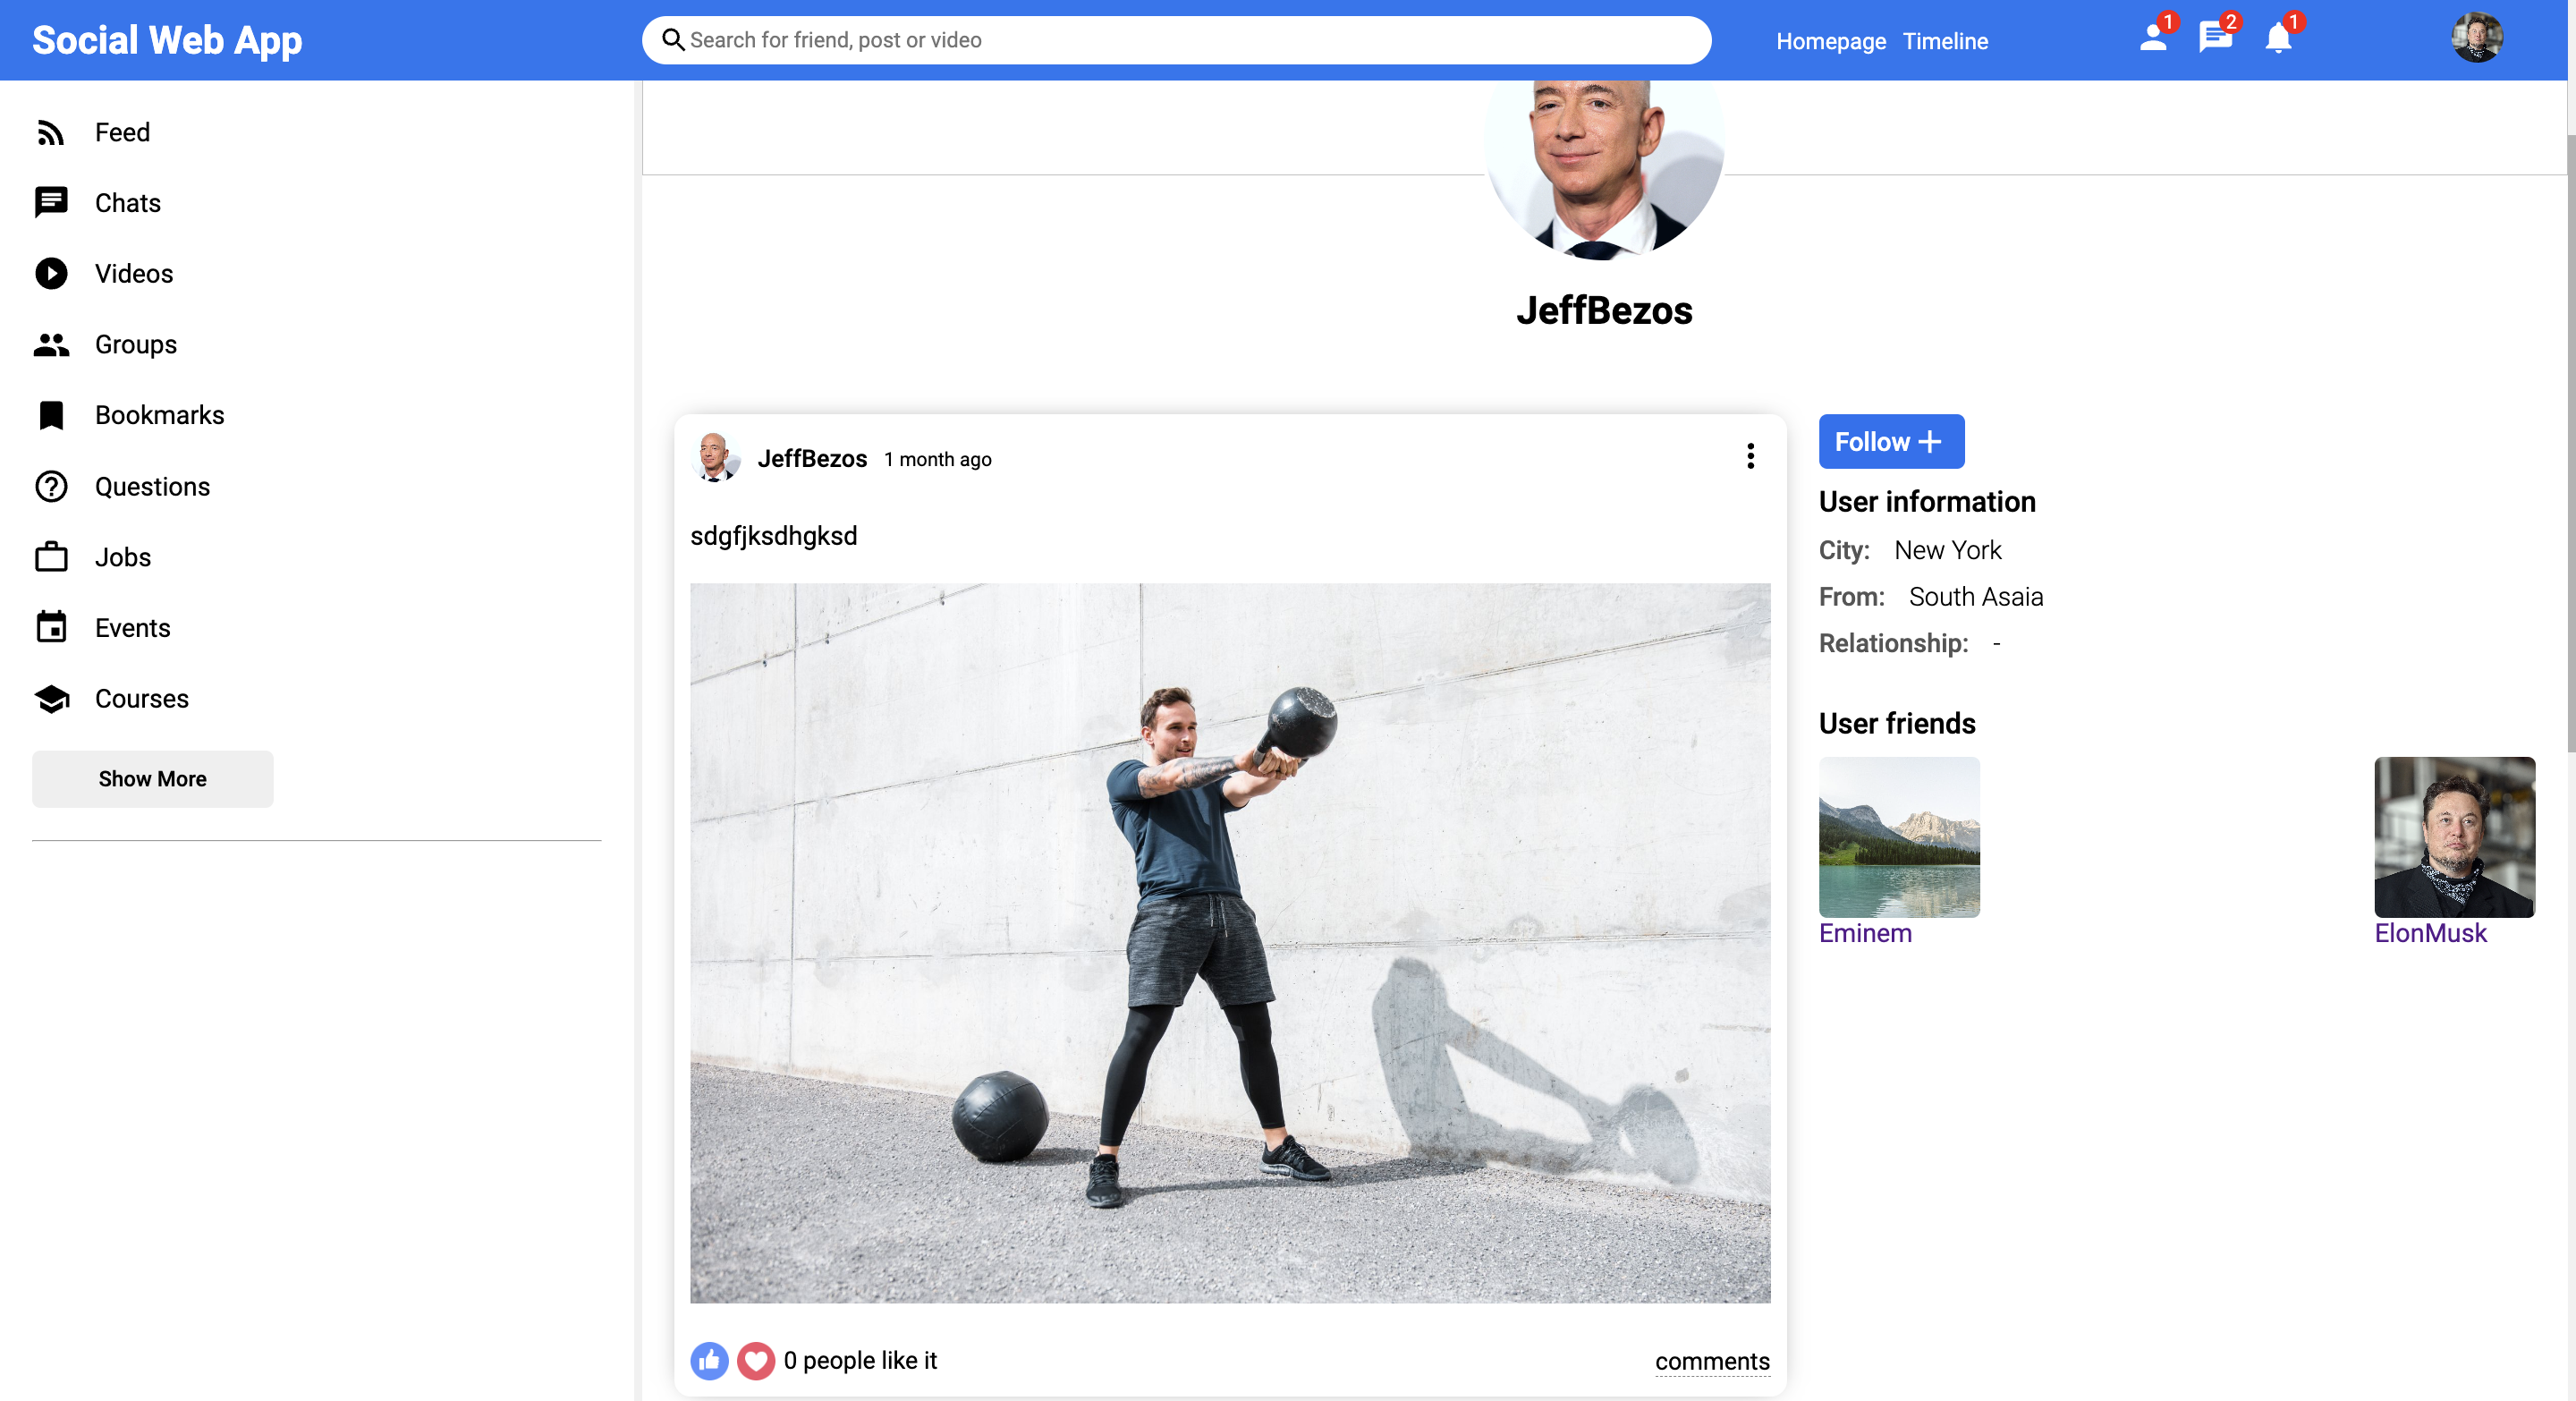 Social Web App
Search for friend, post or video
Homepage Timeline
1 2 1
Feed
Chats
Videos
Groups
Bookmarks
Questions
Jobs
Events
Courses
Show More
JeffBezos
JeffBezos 1 month ago
sdgfjksdhgksd
0 people like it
comments
Follow
User information
City: New York
From: South Asaia
Relationship: -
User friends
Eminem
ElonMusk